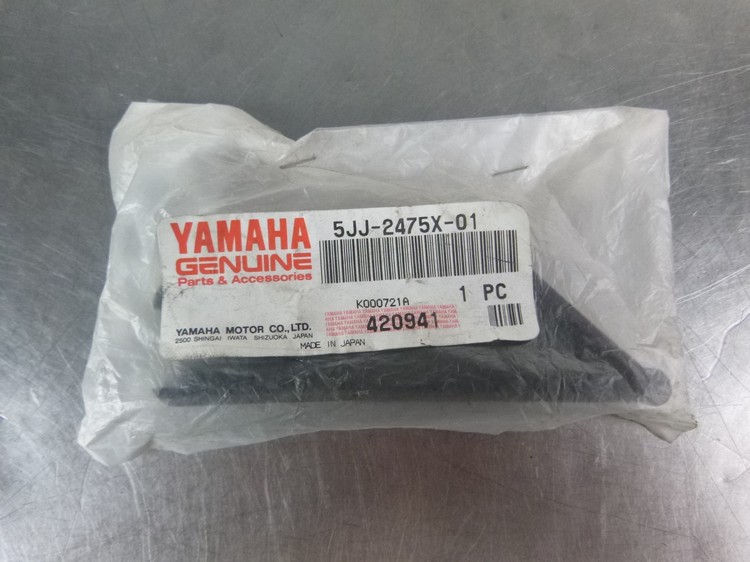 YAMAHA
GENUINE
Parts & Accessories
YAMAHA MOTOR CO.,LTD.
2500 SHINGAI IWATA SHIZUOKA JAPAN
5JJ-2475X-01
K000721A
1 PC
420941
MADE IN JAPAN